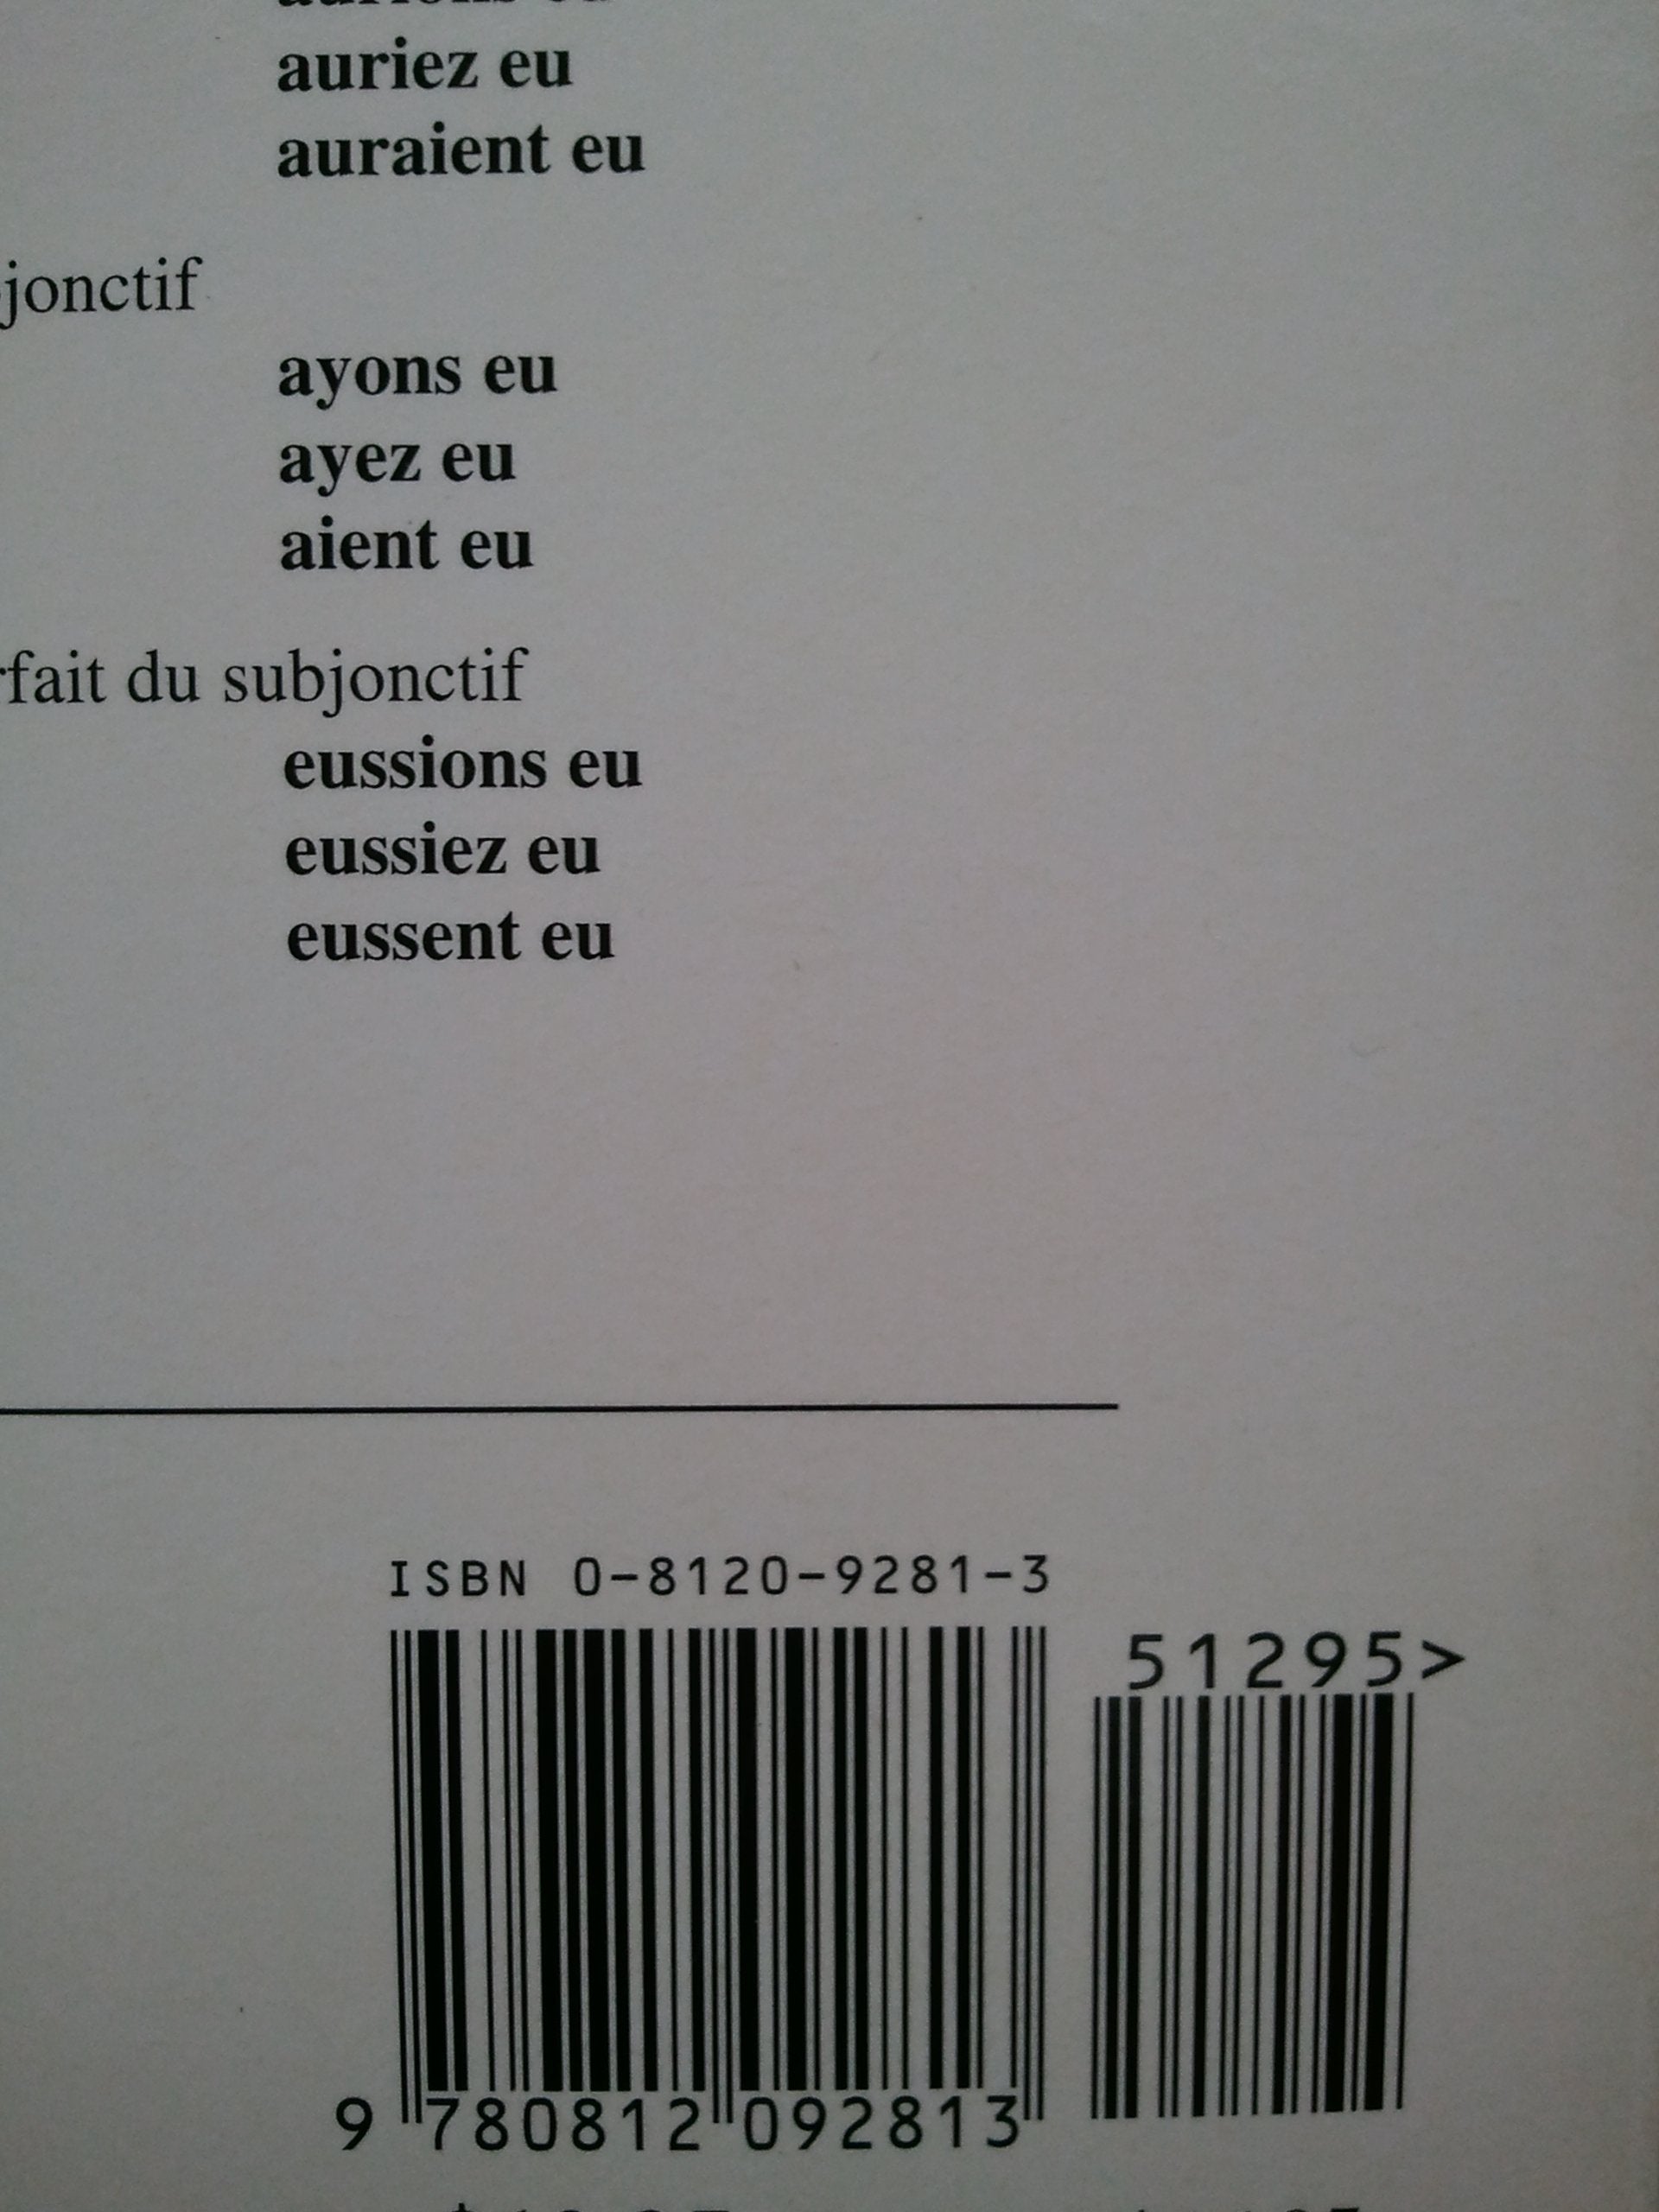 auriez eu
auraient eu
jonctif
ayons eu
ayez eu
aient eu
fait du subjonctif
eussions eu
eussiez eu
eussent eu
ISBN 0-8120-9281-3
51295>
9 780812 092813